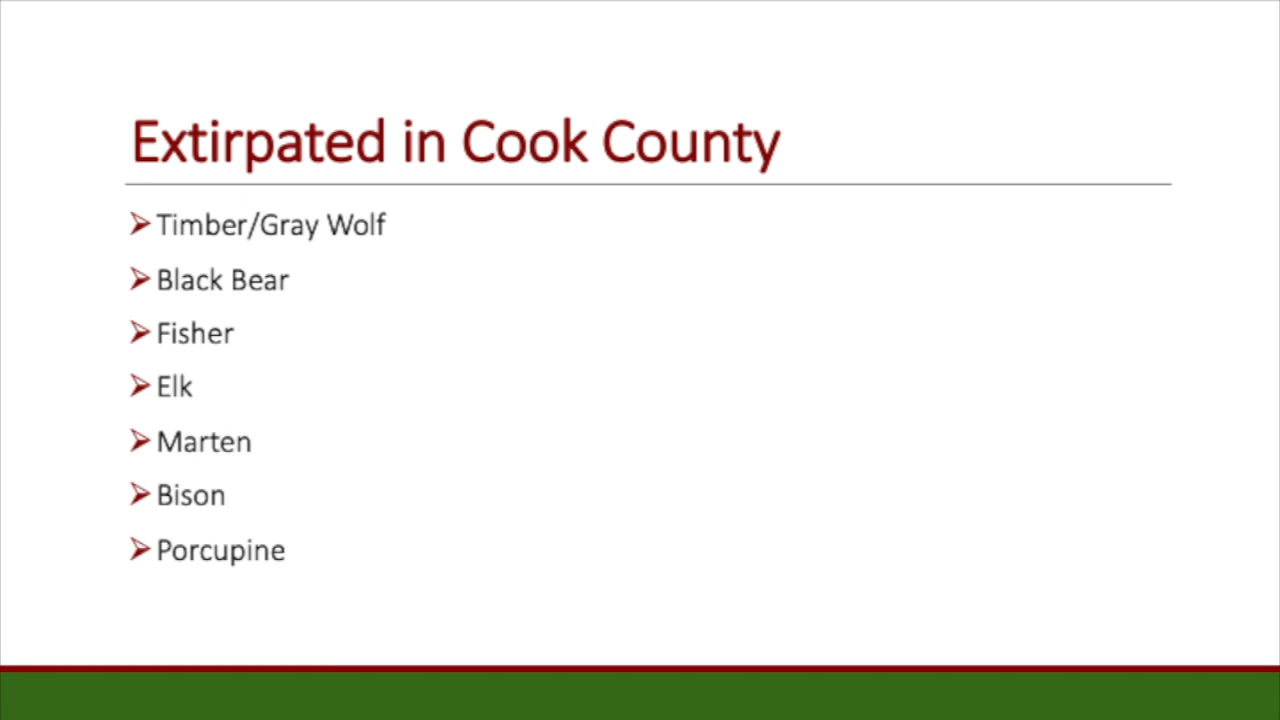 Extirpated in Cook County
Timber/Gray Wolf
Black Bear
Fisher
Elk
Marten
Bison
Porcupine